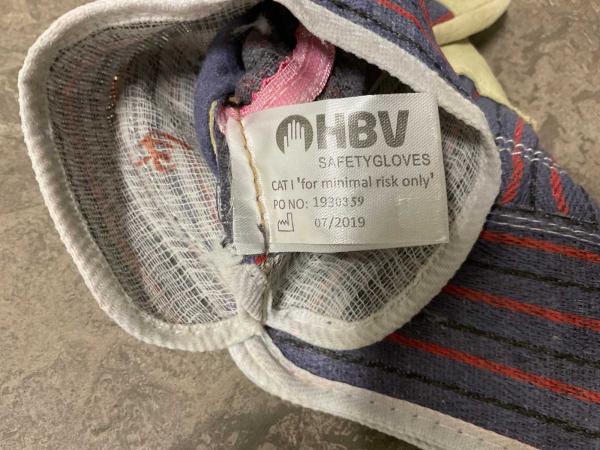 HBV
SAFETYGLOVES
CAT I 'for minimal risk only'
PO NO: 1930359
07/2019